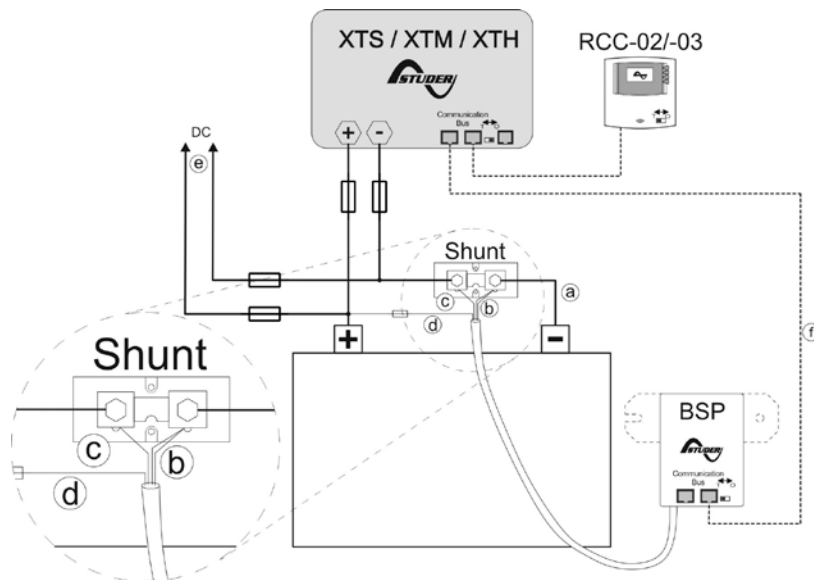 XTS / XTM / XTH
STUDER
Communication
Bus
T
O
+
-
RCC-02/-03
DC
e
Shunt
c
b
a
d
+
-
f
Shunt
c
b
d
BSP
STUDER
Communication
Bus
T
O